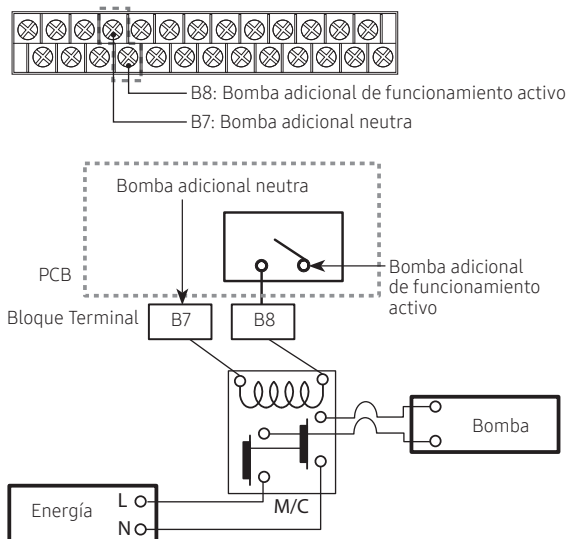 B8: Bomba adicional de funcionamiento activo
B7: Bomba adicional neutra
Bomba adicional neutra
PCB
Bomba adicional
de funcionamiento
activo
Bloque Terminal
B7
B8
Bomba
M/C
Energía
L
N